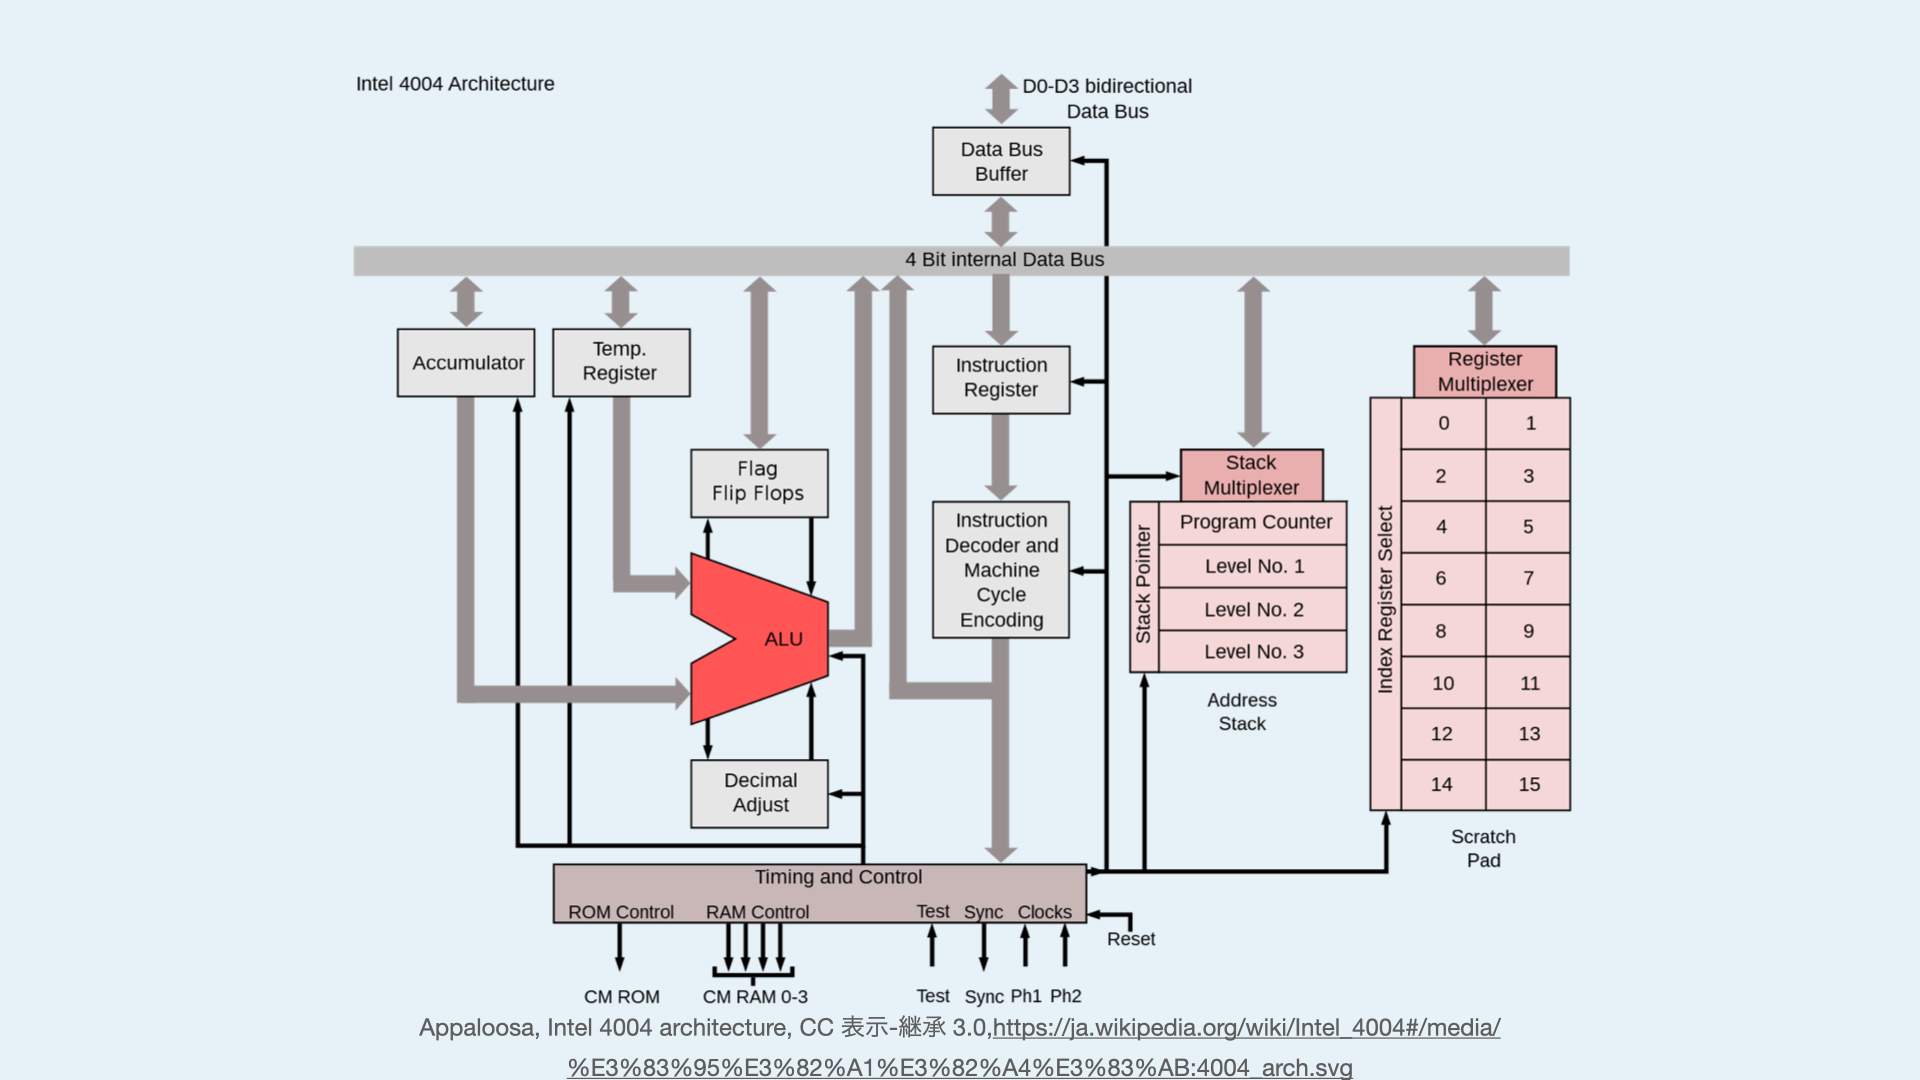 Intel 4004 Architecture
D0-D3 bidirectional
Data Bus
Data Bus
Buffer
4 Bit internal Data Bus
Accumulator
Temp.
Register
Flag
Flip Flops
ALU
Decimal
Adjust
Instruction
Register
Instruction
Decoder and
Machine
Cycle
Encoding
Stack
Multiplexer
Stack Pointer
Program Counter
Level No. 1
Level No. 2
Level No. 3
Address
Stack
Register
Multiplexer
Index Register Select
0 1
2 3
4 5
6 7
8 9
10 11
12 13
14 15
Scratch
Pad
Timing and Control
ROM Control RAM Control Test Sync Clocks
Reset
CM ROM CM RAM 0-3 Test Sync Ph1 Ph2
Appaloosa, Intel 4004 architecture, CC 表示-継承 3.0,https://ja.wikipedia.org/wiki/Intel_4004#/media/
%E3%83%95%E3%82%A1%E3%82%A4%E3%83%AB:4004_arch.svg